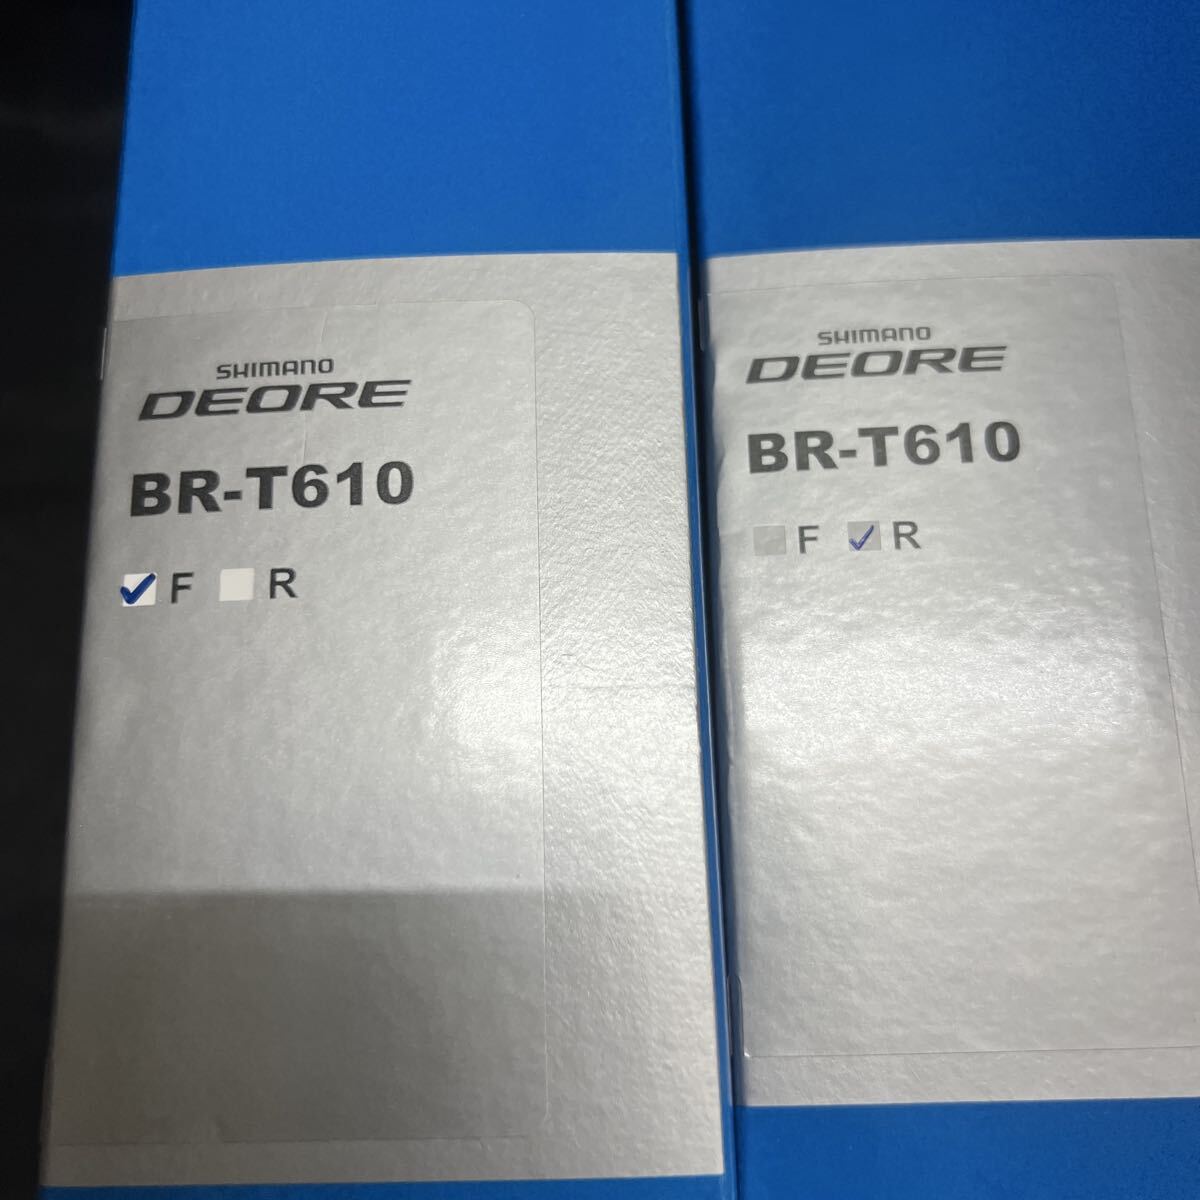 SHIMANO
DEORE
BR-T610
✓ F R
SHIMANO
DEORE
BR-T610
F ✓ R